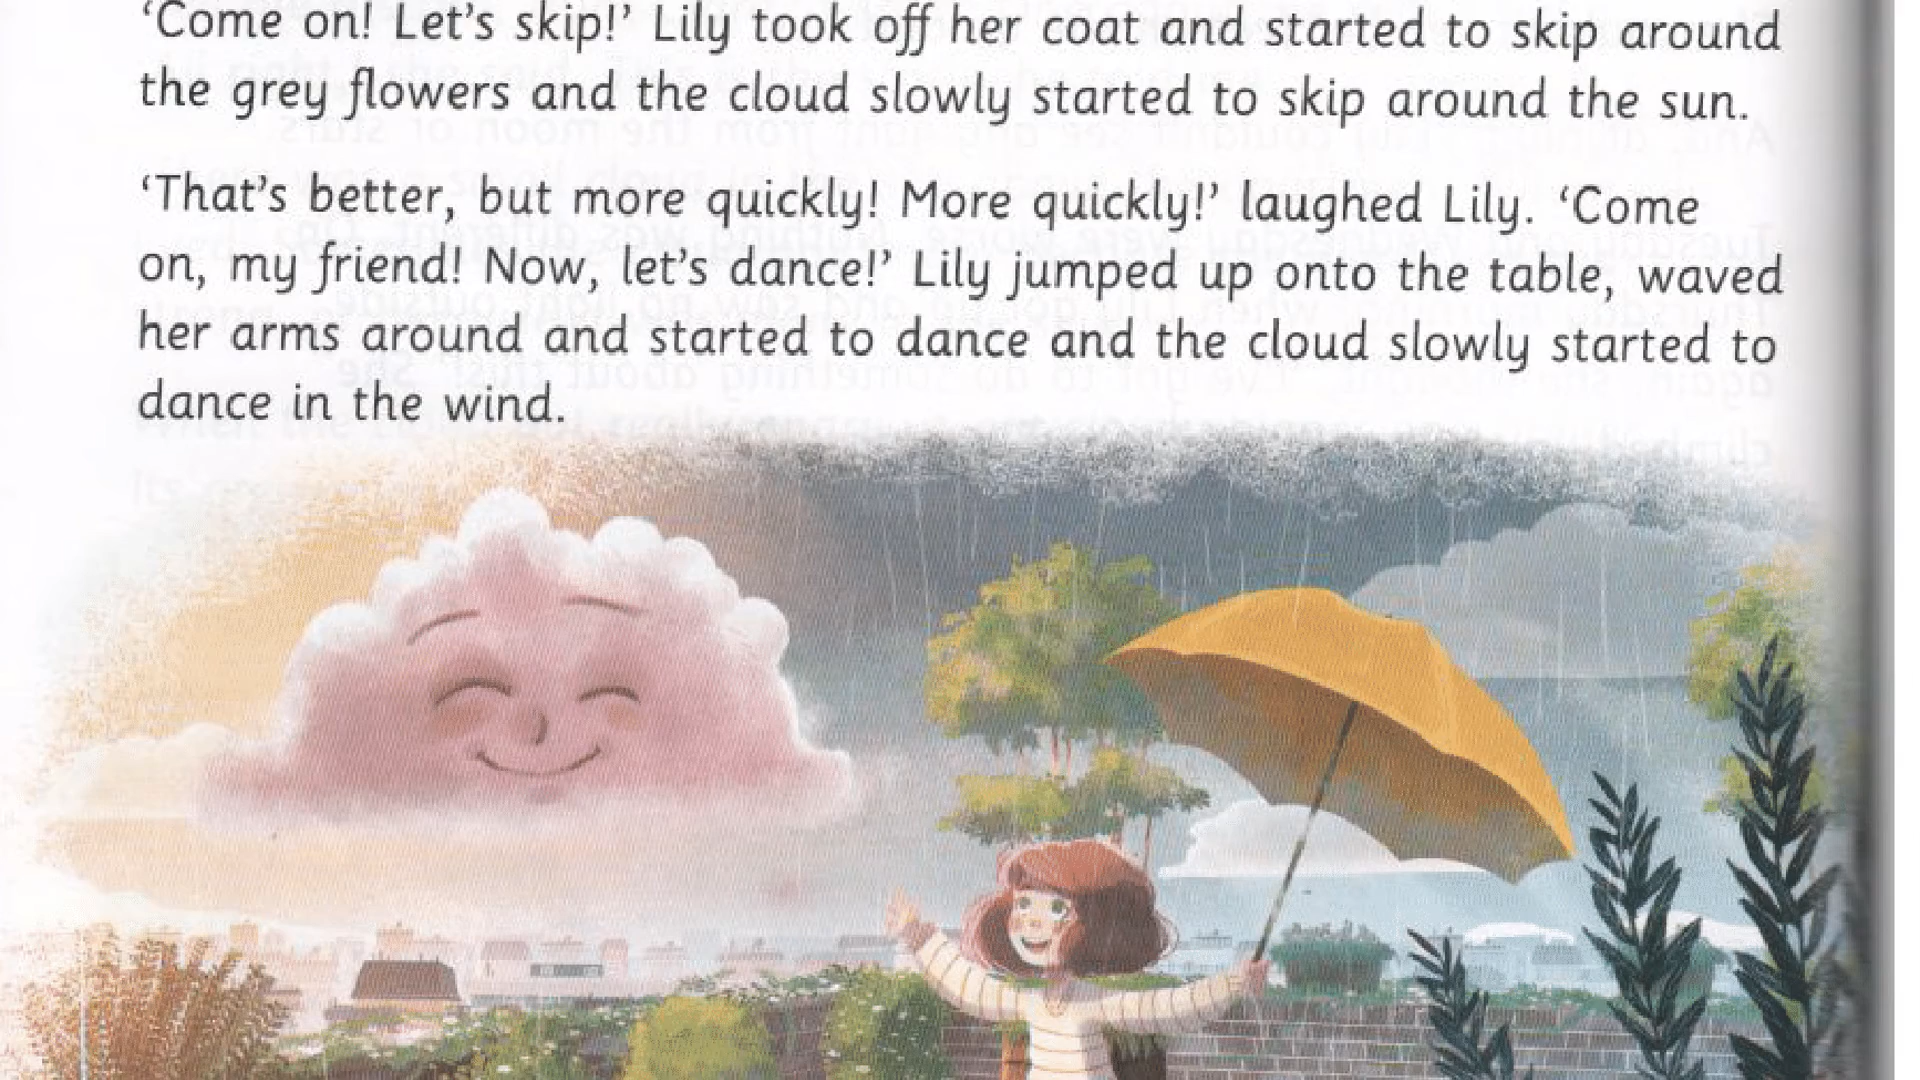 ‘Come on! Let’s skip!’ Lily took off her coat and started to skip around
the grey flowers and the cloud slowly started to skip around the sun.
‘That’s better, but more quickly! More quickly!’ laughed Lily. ‘Come
on, my friend! Now, let’s dance!’ Lily jumped up onto the table, waved
her arms around and started to dance and the cloud slowly started to
dance in the wind.